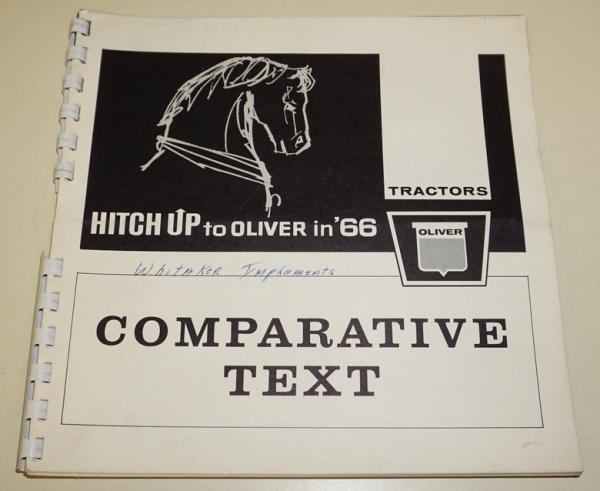 TRACTORS
HITCH UP to OLIVER in '66
OLIVER
Whitaker Implements
COMPARATIVE
TEXT